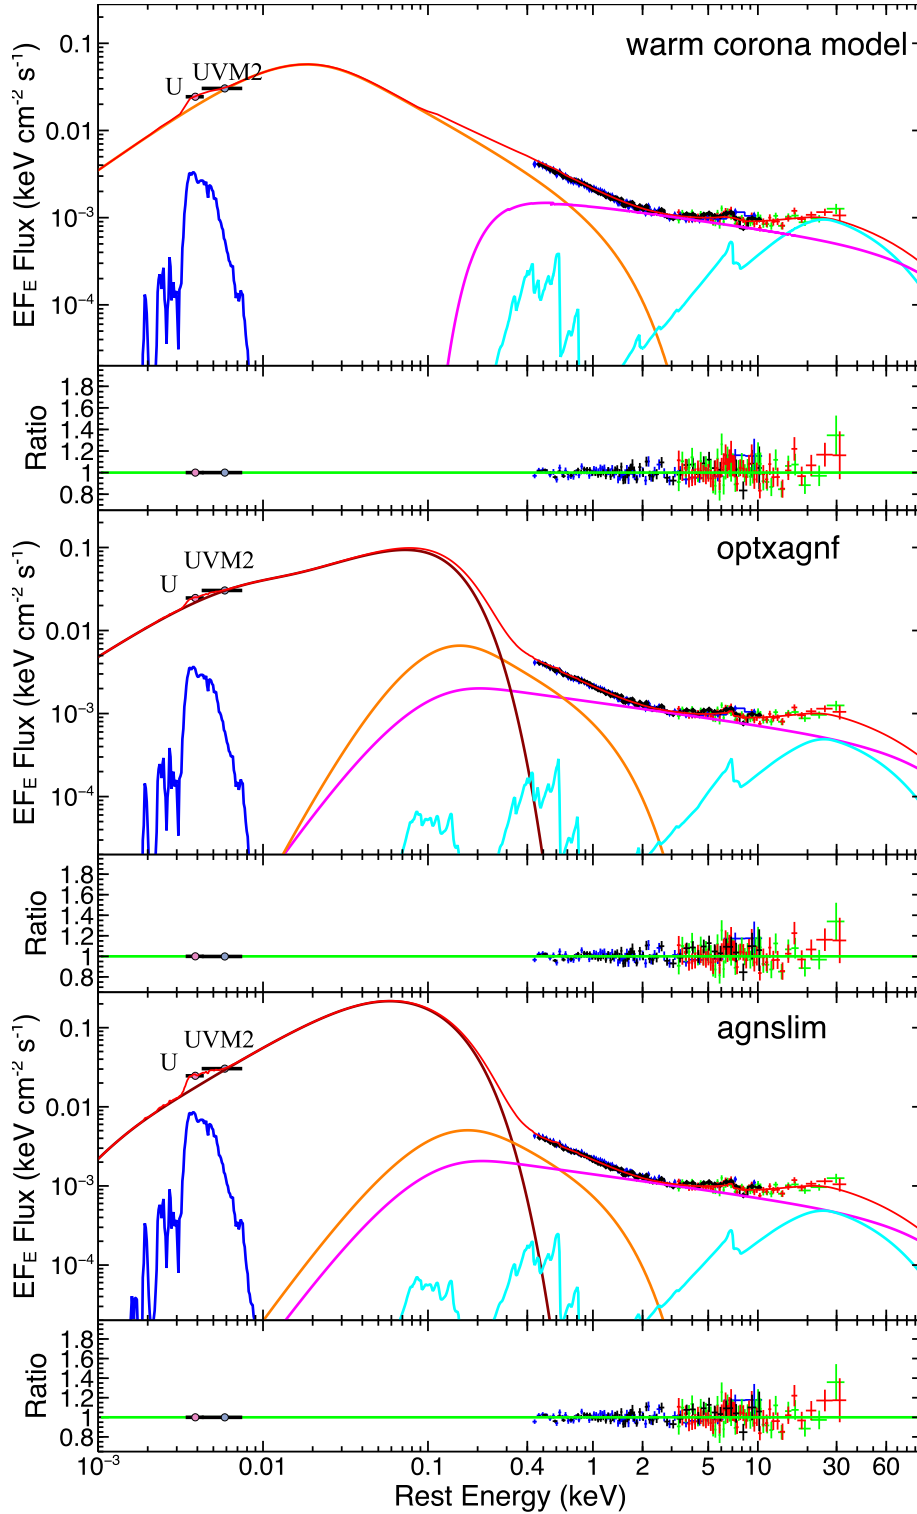 warm corona model
EF_E Flux (keV cm⁻² s⁻¹)
0.1
0.01
10⁻³
10⁻⁴
U
UVM2
Ratio
1.8
1.6
1.4
1.2
1
0.8
optxagnf
EF_E Flux (keV cm⁻² s⁻¹)
0.1
0.01
10⁻³
10⁻⁴
U
UVM2
Ratio
1.8
1.6
1.4
1.2
1
0.8
agnslim
EF_E Flux (keV cm⁻² s⁻¹)
0.1
0.01
10⁻³
10⁻⁴
U
UVM2
Ratio
1.8
1.6
1.4
1.2
1
0.8
10⁻³ 0.01 0.1 0.4 1 2 5 10 30 60
Rest Energy (keV)